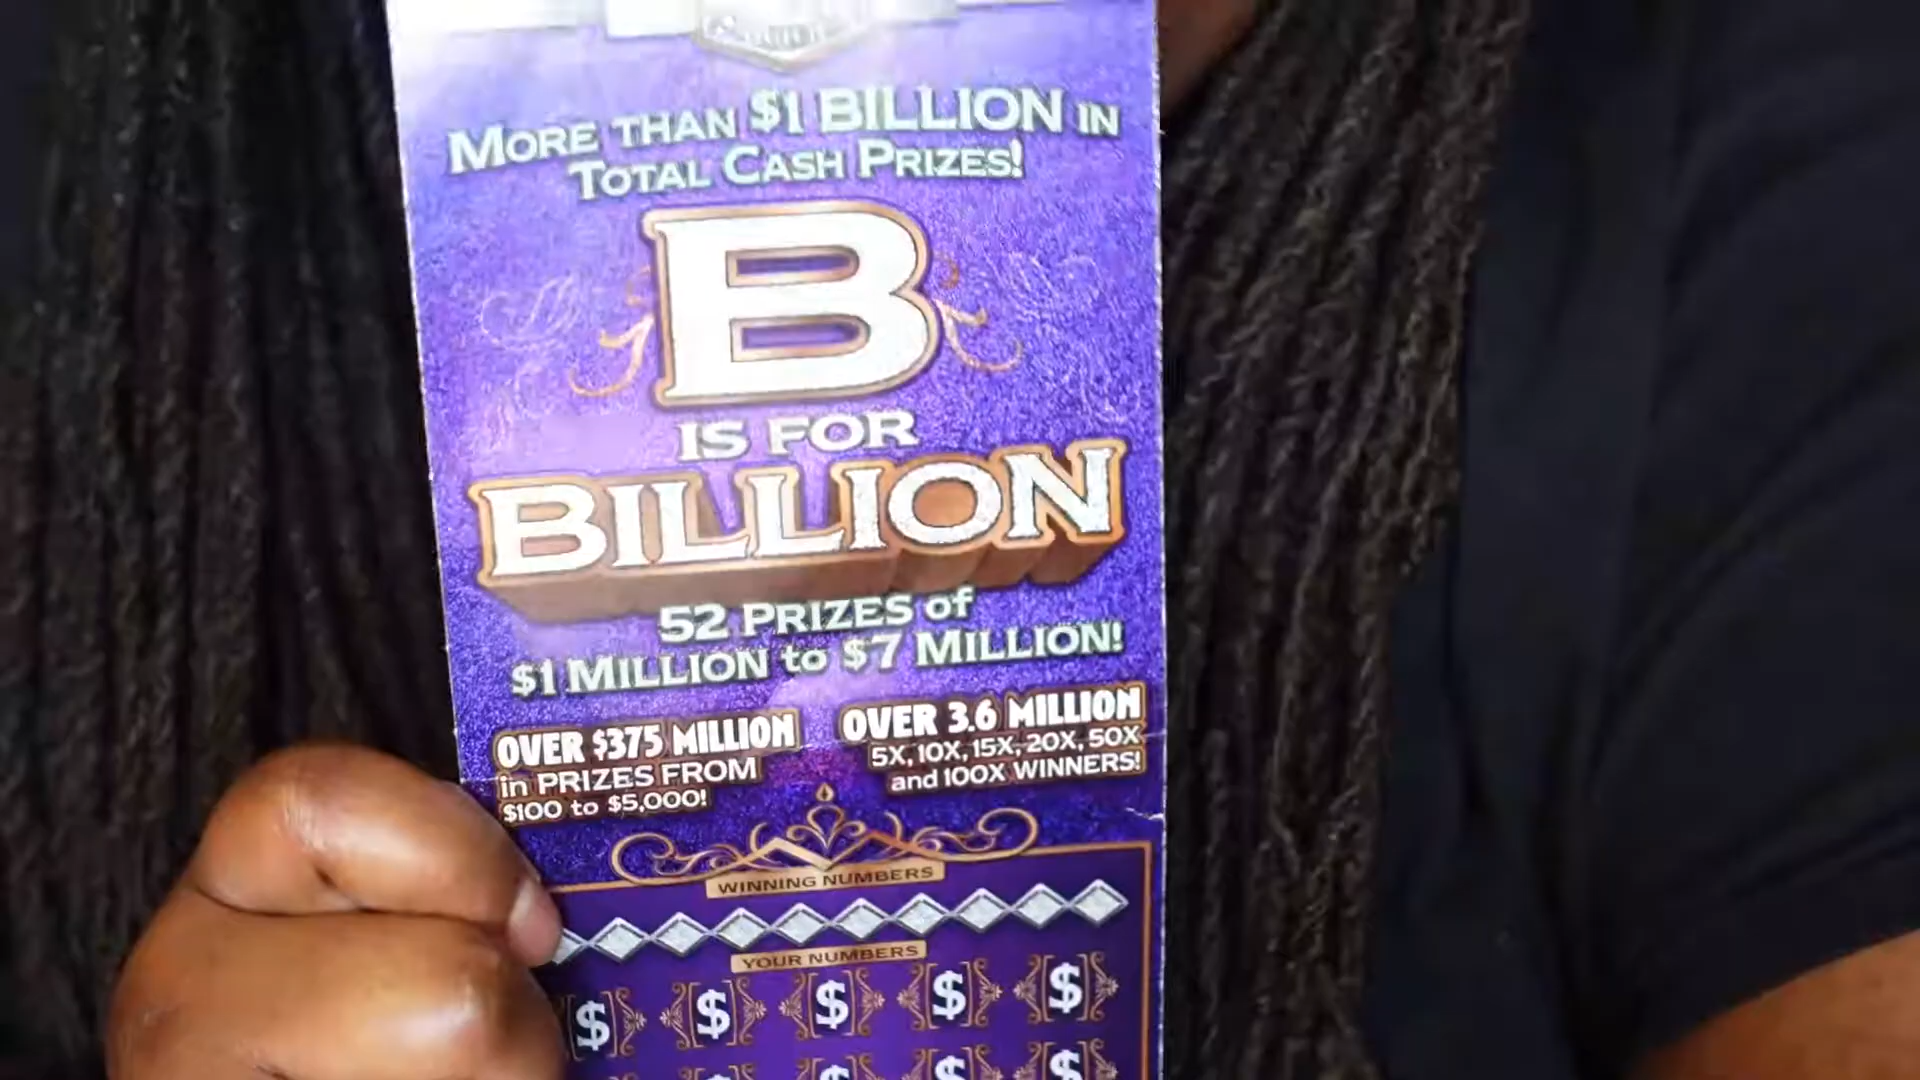 MORE THAN $1 BILLION IN
TOTAL CASH PRIZES!
B
IS FOR
BILLION
52 PRIZES of
$1 MILLION to $7 MILLION!
OVER $375 MILLION
in PRIZES FROM
$100 to $5,000!
OVER 3.6 MILLION
5X, 10X, 15X, 20X, 50X
and 100X WINNERS!
WINNING NUMBERS
YOUR NUMBERS
$ $ $ $ $
$ $ $ $